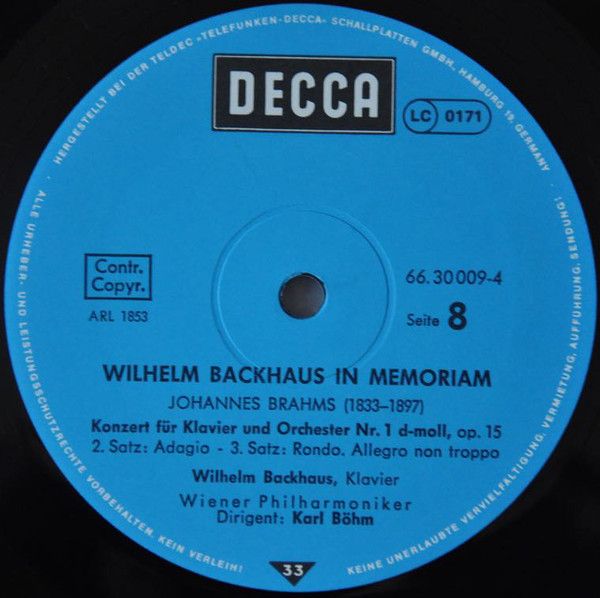 HERGESTELLT BEI DER TELDEC »TELEFUNKEN-DECCA« SCHALLPLATTEN GMBH, HAMBURG 19, GERMANY
DECCA
LC 0171
Contr.
Copyr.
ARL 1853
66.30 009-4
Seite 8
WILHELM BACKHAUS IN MEMORIAM
JOHANNES BRAHMS (1833–1897)
Konzert für Klavier und Orchester Nr. 1 d-moll, op. 15
2. Satz: Adagio - 3. Satz: Rondo. Allegro non troppo
Wilhelm Backhaus, Klavier
Wiener Philharmoniker
Dirigent: Karl Böhm
33
· ALLE URHEBER- UND LEISTUNGSSCHUTZRECHTE VORBEHALTEN. KEIN VERLEIH!
KEINE UNERLAUBTE VERVIELFÄLTIGUNG, VERMIETUNG, AUFFÜHRUNG, SENDUNG! ·